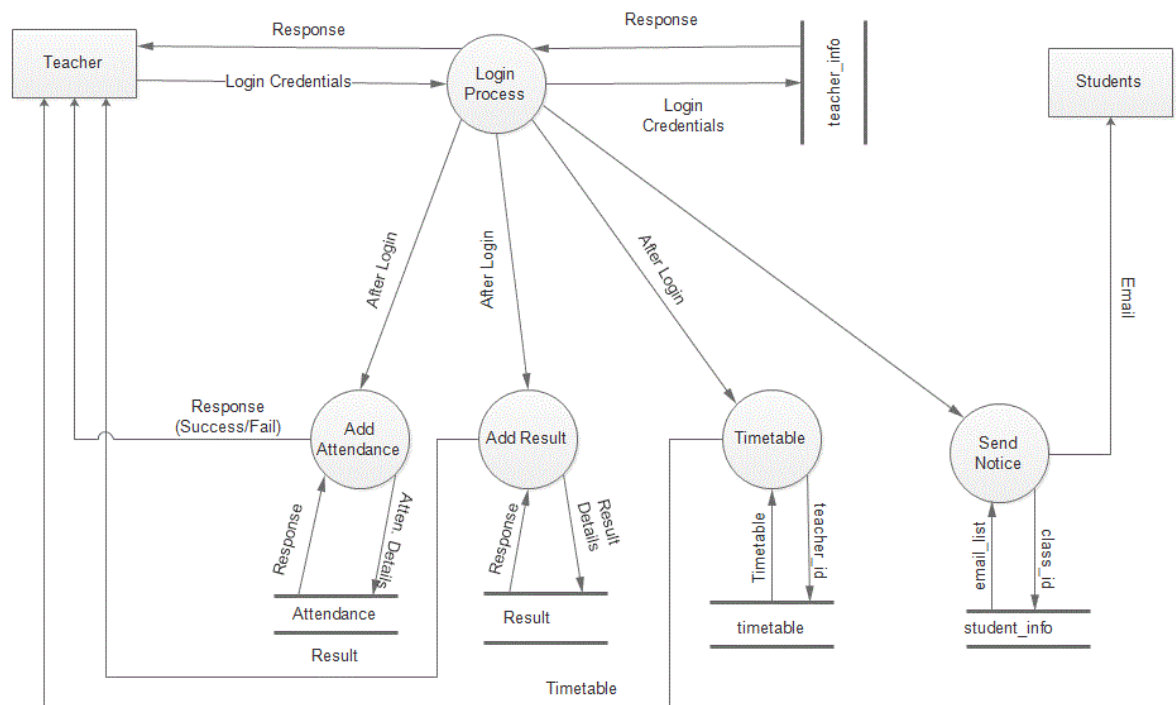 Response
Response
Teacher
Login Credentials
Login
Process
teacher_info
Login
Credentials
Students
After Login
After Login
After Login
Email
Response
(Success/Fail)
Add
Attendance
Add Result
Timetable
Send
Notice
Response
Atten. Details
Response
Result
Details
Timetable
teacher_id
email_list
class_id
Attendance
Result
timetable
student_info
Result
Timetable